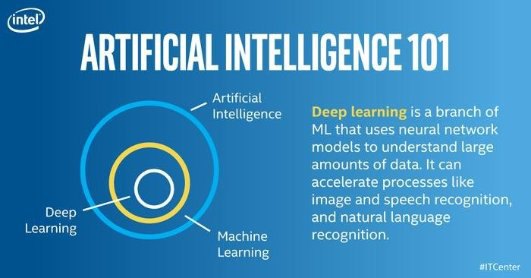 intel
ARTIFICIAL INTELLIGENCE 101
Artificial
Intelligence
Deep
Learning
Machine
Learning
Deep learning is a branch of
ML that uses neural network
models to understand large
amounts of data. It can
accelerate processes like
image and speech recognition,
and natural language
recognition.
#ITCenter